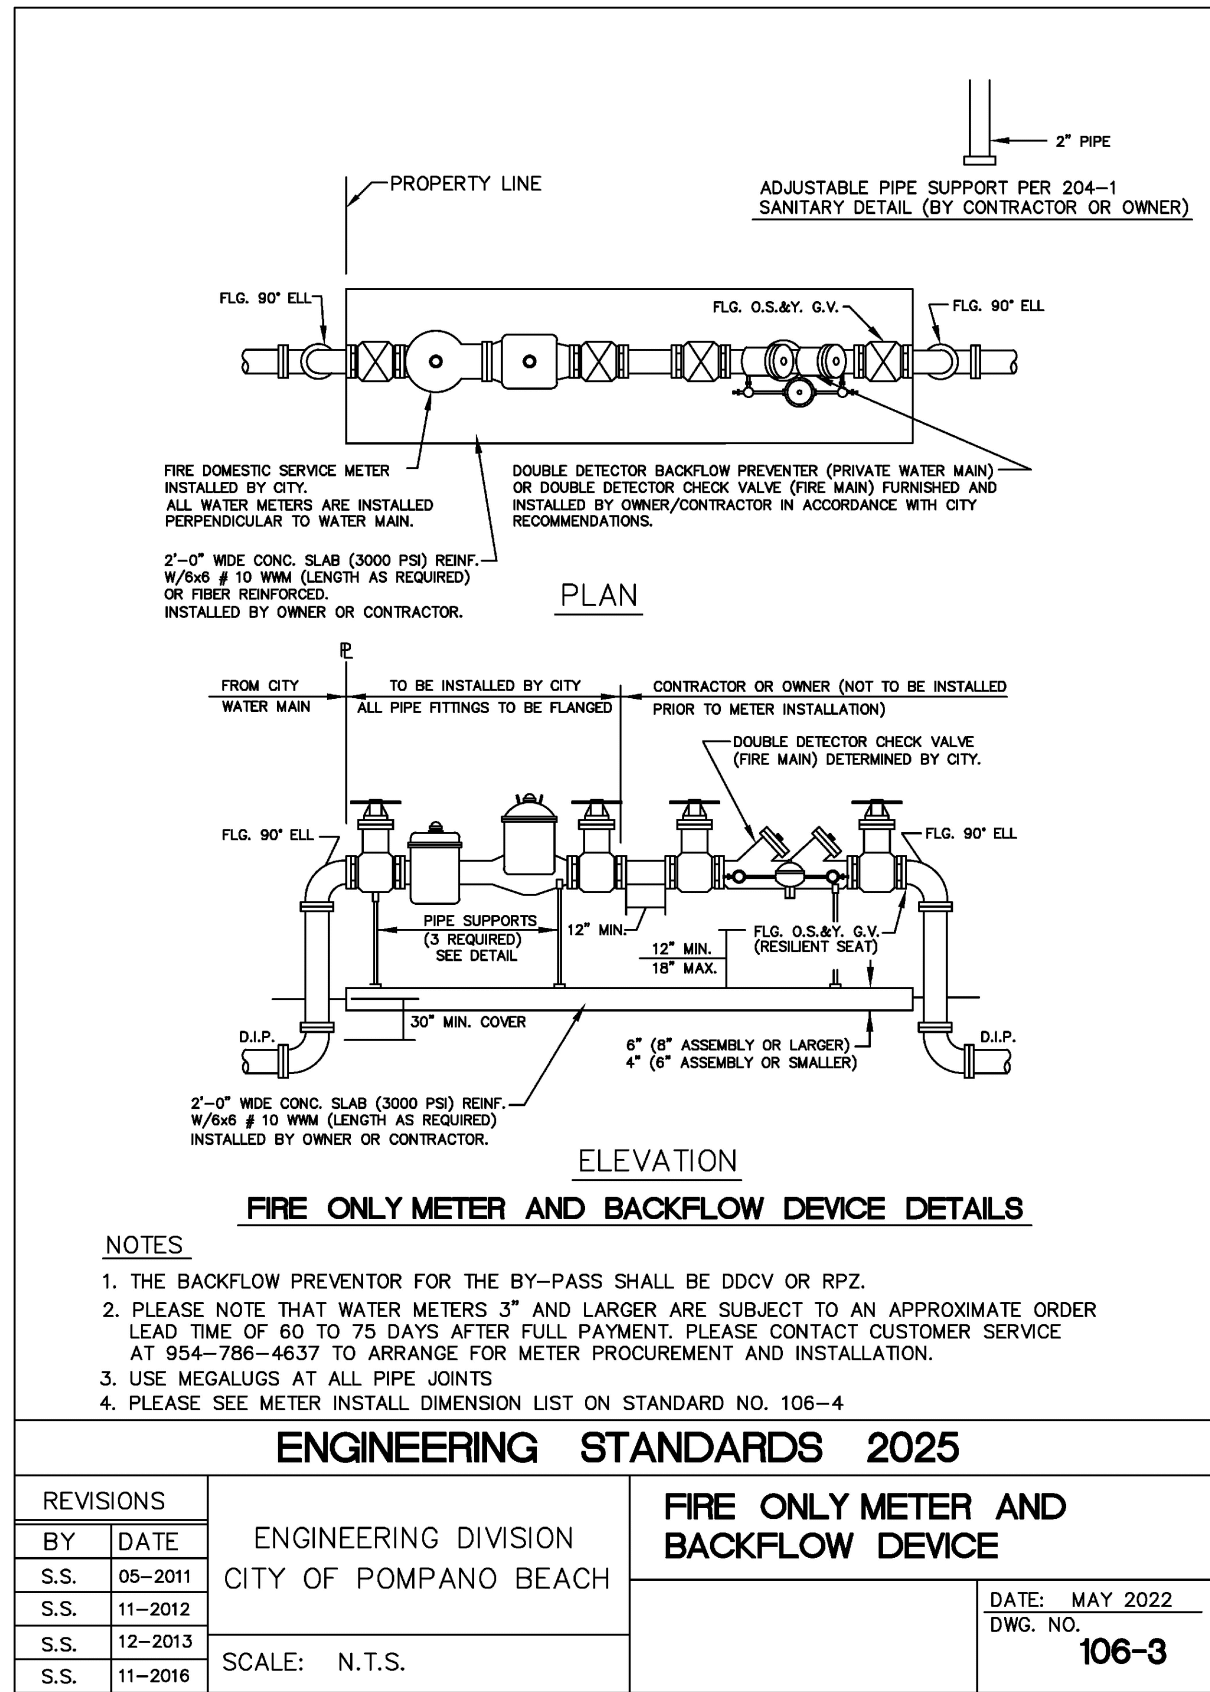 2" PIPE
ADJUSTABLE PIPE SUPPORT PER 204-1
SANITARY DETAIL (BY CONTRACTOR OR OWNER)
PROPERTY LINE
FLG. 90° ELL
FLG. O.S.&Y. G.V.
FLG. 90° ELL
FIRE DOMESTIC SERVICE METER
INSTALLED BY CITY.
ALL WATER METERS ARE INSTALLED
PERPENDICULAR TO WATER MAIN.
DOUBLE DETECTOR BACKFLOW PREVENTER (PRIVATE WATER MAIN)
OR DOUBLE DETECTOR CHECK VALVE (FIRE MAIN) FURNISHED AND
INSTALLED BY OWNER/CONTRACTOR IN ACCORDANCE WITH CITY
RECOMMENDATIONS.
2'-0" WIDE CONC. SLAB (3000 PSI) REINF.
W/6x6 # 10 WWM (LENGTH AS REQUIRED)
OR FIBER REINFORCED.
INSTALLED BY OWNER OR CONTRACTOR.
PLAN
PL
FROM CITY
WATER MAIN
TO BE INSTALLED BY CITY
ALL PIPE FITTINGS TO BE FLANGED
CONTRACTOR OR OWNER (NOT TO BE INSTALLED
PRIOR TO METER INSTALLATION)
DOUBLE DETECTOR CHECK VALVE
(FIRE MAIN) DETERMINED BY CITY.
FLG. 90° ELL
FLG. 90° ELL
PIPE SUPPORTS
(3 REQUIRED)
SEE DETAIL
12" MIN.
12" MIN.
18" MAX.
FLG. O.S.&Y. G.V.
(RESILIENT SEAT)
30" MIN. COVER
D.I.P.
6" (8" ASSEMBLY OR LARGER)
4" (6" ASSEMBLY OR SMALLER)
D.I.P.
2'-0" WIDE CONC. SLAB (3000 PSI) REINF.
W/6x6 # 10 WWM (LENGTH AS REQUIRED)
INSTALLED BY OWNER OR CONTRACTOR.
ELEVATION
FIRE ONLY METER AND BACKFLOW DEVICE DETAILS
NOTES
1. THE BACKFLOW PREVENTOR FOR THE BY-PASS SHALL BE DDCV OR RPZ.
2. PLEASE NOTE THAT WATER METERS 3" AND LARGER ARE SUBJECT TO AN APPROXIMATE ORDER
LEAD TIME OF 60 TO 75 DAYS AFTER FULL PAYMENT. PLEASE CONTACT CUSTOMER SERVICE
AT 954-786-4637 TO ARRANGE FOR METER PROCUREMENT AND INSTALLATION.
3. USE MEGALUGS AT ALL PIPE JOINTS
4. PLEASE SEE METER INSTALL DIMENSION LIST ON STANDARD NO. 106-4
ENGINEERING STANDARDS 2025
REVISIONS
BY DATE
S.S. 05-2011
S.S. 11-2012
S.S. 12-2013
S.S. 11-2016
ENGINEERING DIVISION
CITY OF POMPANO BEACH
SCALE: N.T.S.
FIRE ONLY METER AND
BACKFLOW DEVICE
DATE: MAY 2022
DWG. NO.
106-3